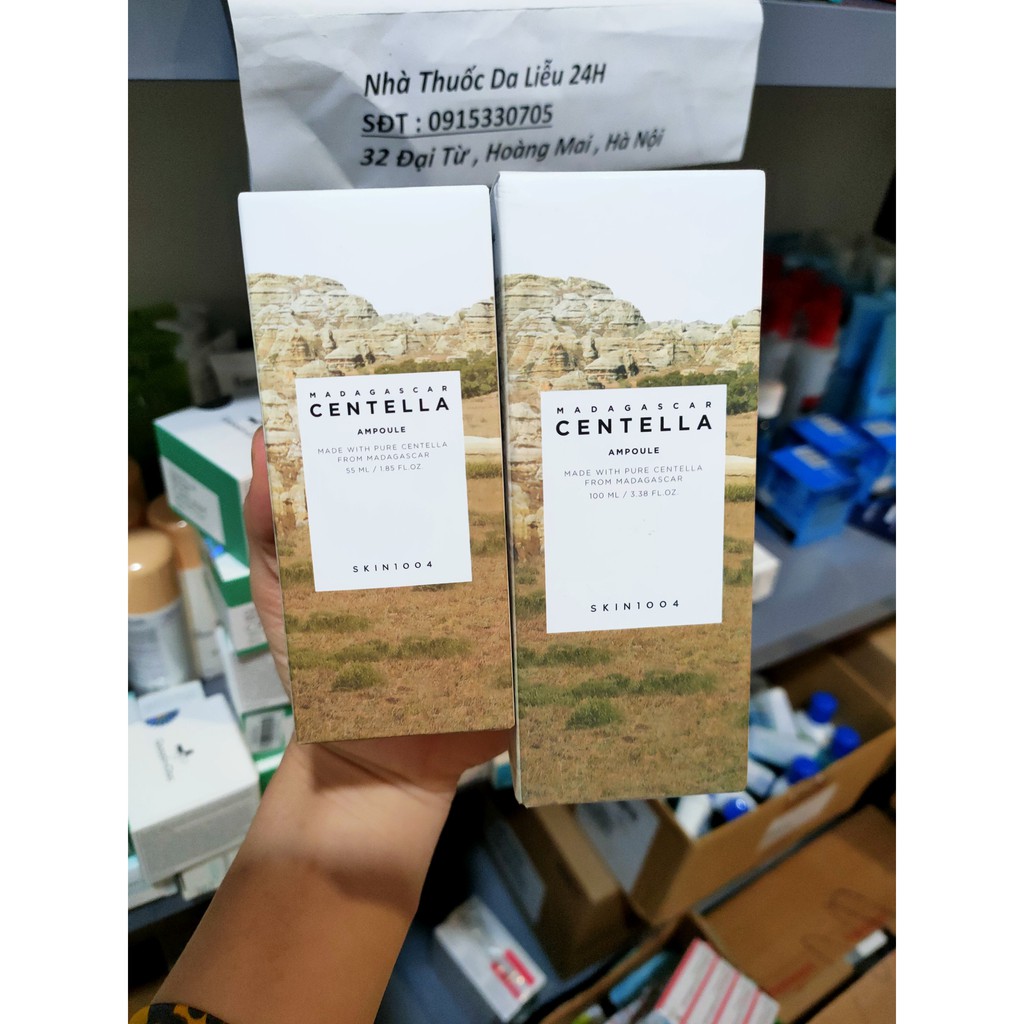 Nhà Thuốc Da Liễu 24H
SĐT : 0915330705
32 Đại Từ , Hoàng Mai , Hà Nội
MADAGASCAR
CENTELLA
AMPOULE
MADE WITH PURE CENTELLA
FROM MADAGASCAR
55 ML / 1.85 FL.OZ.
SKIN1004
MADAGASCAR
CENTELLA
AMPOULE
MADE WITH PURE CENTELLA
FROM MADAGASCAR
100 ML / 3.38 FL.OZ.
SKIN1004